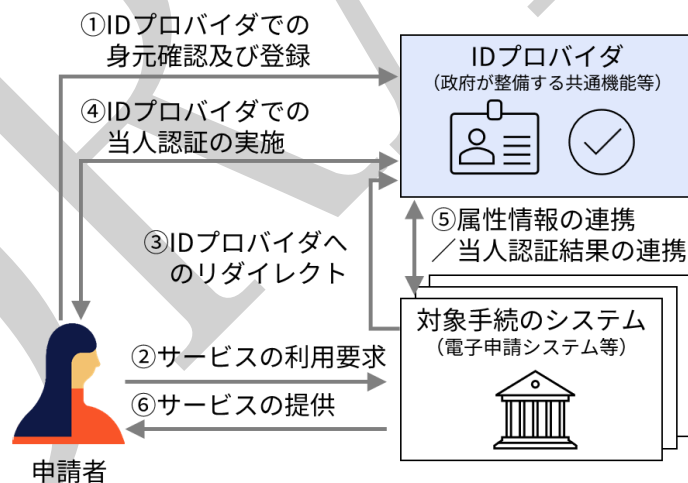 ①IDプロバイダでの
身元確認及び登録
IDプロバイダ
（政府が整備する共通機能等）
④IDプロバイダでの
当人認証の実施
⑤属性情報の連携
／当人認証結果の連携
③IDプロバイダへ
のリダイレクト
対象手続のシステム
（電子申請システム等）
②サービスの利用要求
⑥サービスの提供
申請者